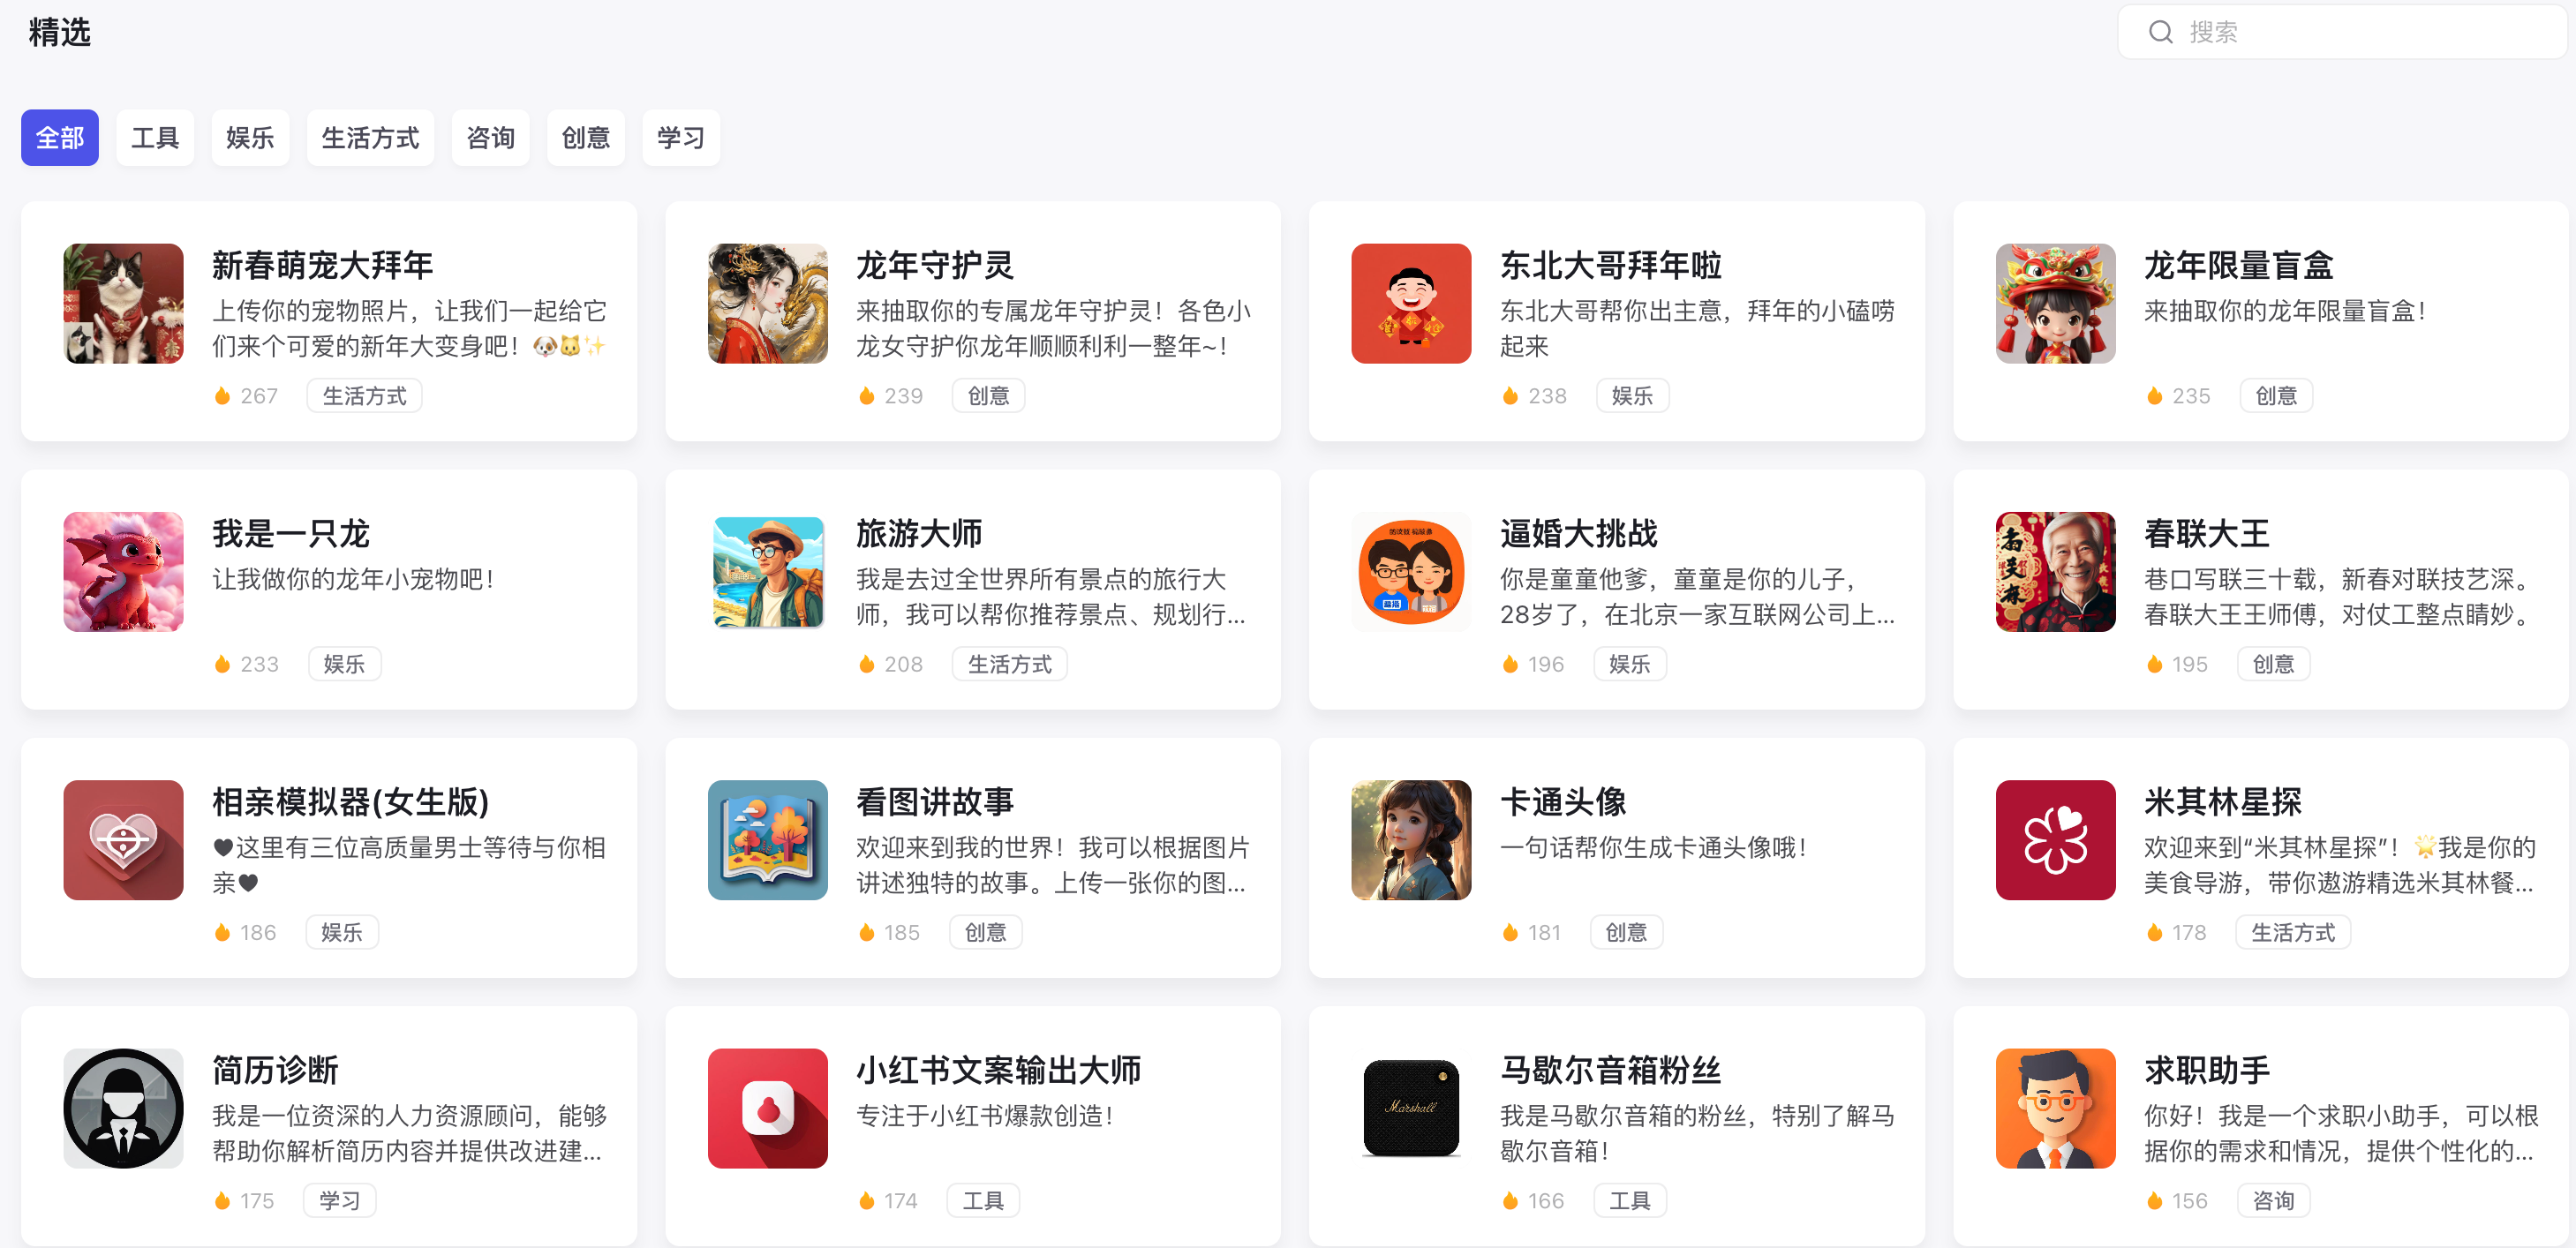 精选
搜索
全部 工具 娱乐 生活方式 咨询 创意 学习
新春萌宠大拜年
上传你的宠物照片，让我们一起给它
们来个可爱的新年大变身吧！🐶🐱✨
267 生活方式
龙年守护灵
来抽取你的专属龙年守护灵！各色小
龙女守护你龙年顺顺利利一整年~！
239 创意
东北大哥拜年啦
东北大哥帮你出主意，拜年的小磕唠
起来
238 娱乐
龙年限量盲盒
来抽取你的龙年限量盲盒！
235 创意
我是一只龙
让我做你的龙年小宠物吧！
233 娱乐
旅游大师
我是去过全世界所有景点的旅行大
师，我可以帮你推荐景点、规划行...
208 生活方式
逼婚大挑战
你是童童他爹，童童是你的儿子，
28岁了，在北京一家互联网公司上...
196 娱乐
春联大王
巷口写联三十载，新春对联技艺深。
春联大王王师傅，对仗工整点睛妙。
195 创意
相亲模拟器(女生版)
♥这里有三位高质量男士等待与你相
亲♥
186 娱乐
看图讲故事
欢迎来到我的世界！我可以根据图片
讲述独特的故事。上传一张你的图...
185 创意
卡通头像
一句话帮你生成卡通头像哦！
181 创意
米其林星探
欢迎来到“米其林星探”！🌟我是你的
美食导游，带你遨游精选米其林餐...
178 生活方式
简历诊断
我是一位资深的人力资源顾问，能够
帮助你解析简历内容并提供改进建...
175 学习
小红书文案输出大师
专注于小红书爆款创造！
174 工具
Marshall
马歇尔音箱粉丝
我是马歇尔音箱的粉丝，特别了解马
歇尔音箱！
166 工具
求职助手
你好！我是一个求职小助手，可以根
据你的需求和情况，提供个性化的...
156 咨询